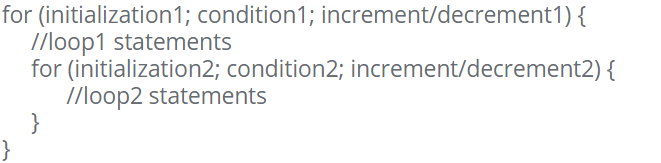 for (initialization1; condition1; increment/decrement1) {
//loop1 statements
for (initialization2; condition2; increment/decrement2) {
//loop2 statements
}
}